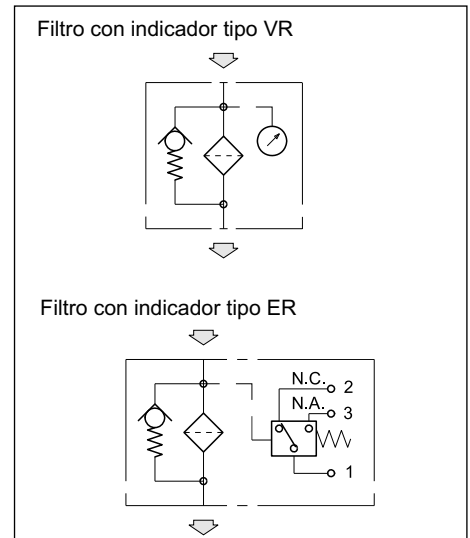 Filtro con indicador tipo VR
Filtro con indicador tipo ER
N.C. 2
N.A. 3
1